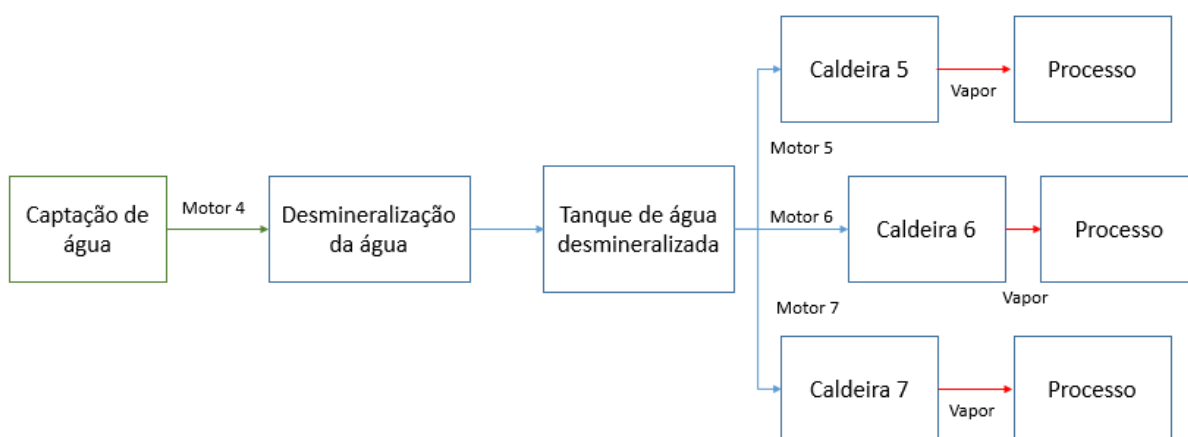 Captação de
água
Motor 4
Desmineralização
da água
Tanque de água
desmineralizada
Motor 5
Motor 6
Motor 7
Caldeira 5
Vapor
Processo
Caldeira 6
Vapor
Processo
Caldeira 7
Vapor
Processo